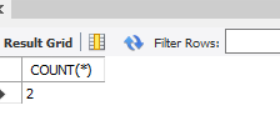 Result Grid Filter Rows:
COUNT(*)
2